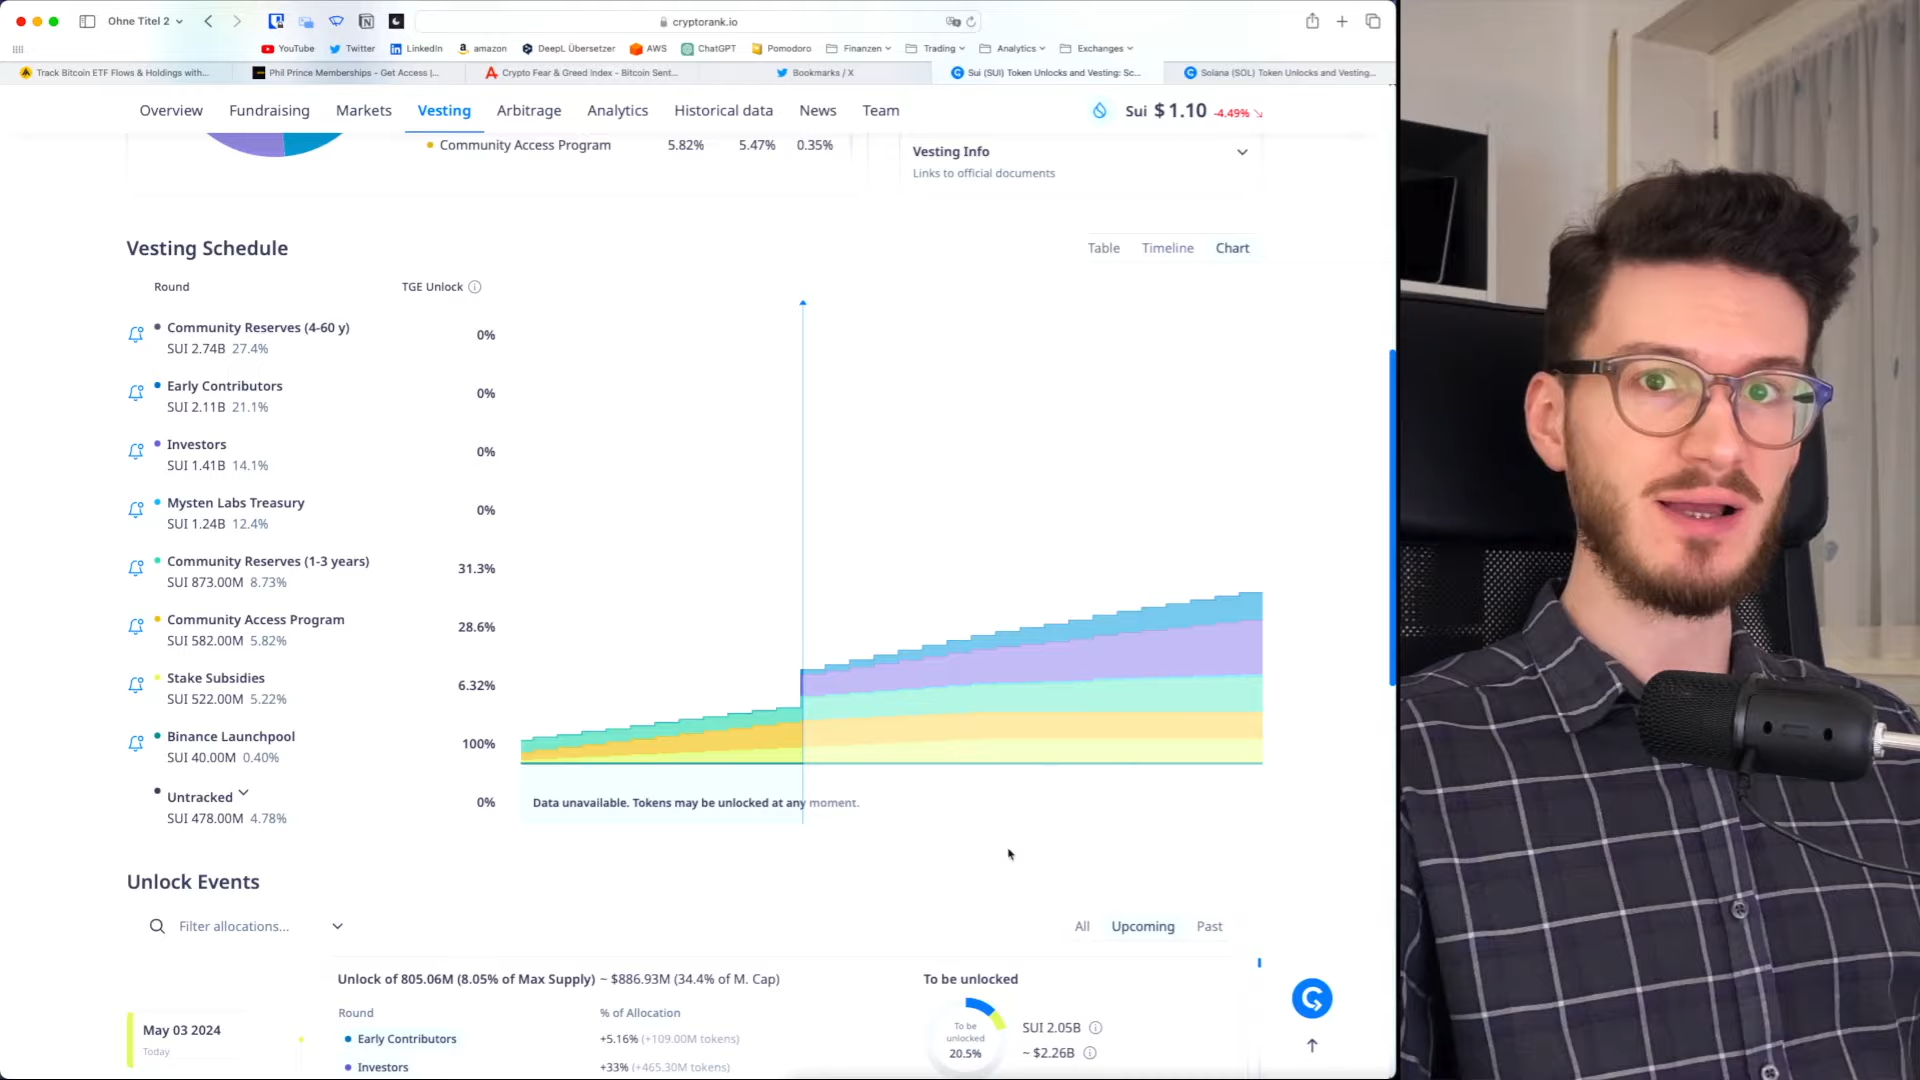 Ohne Titel 2
cryptorank.io
YouTube Twitter LinkedIn amazon DeepL Übersetzer AWS ChatGPT Pomodoro Finanzen Trading Analytics Exchanges
Track Bitcoin ETF Flows & Holdings with... Phil Prince Memberships - Get Access |... Crypto Fear & Greed Index - Bitcoin Sent... Bookmarks / X Sui (SUI) Token Unlocks and Vesting: Sc... Solana (SOL) Token Unlocks and Vesting...
Overview Fundraising Markets Vesting Arbitrage Analytics Historical data News Team Sui $ 1.10 -4.49%
Community Access Program 5.82% 5.47% 0.35%
Vesting Info
Links to official documents
Vesting Schedule
Table Timeline Chart
Round TGE Unlock
Community Reserves (4-60 y) 0%
SUI 2.74B 27.4%
Early Contributors 0%
SUI 2.11B 21.1%
Investors 0%
SUI 1.41B 14.1%
Mysten Labs Treasury 0%
SUI 1.24B 12.4%
Community Reserves (1-3 years) 31.3%
SUI 873.00M 8.73%
Community Access Program 28.6%
SUI 582.00M 5.82%
Stake Subsidies 6.32%
SUI 522.00M 5.22%
Binance Launchpool 100%
SUI 40.00M 0.40%
Untracked 0%
SUI 478.00M 4.78%
Data unavailable. Tokens may be unlocked at any moment.
Unlock Events
Filter allocations...
All Upcoming Past
Unlock of 805.06M (8.05% of Max Supply) ~ $886.93M (34.4% of M. Cap)
To be unlocked
Round % of Allocation
May 03 2024
Today
Early Contributors +5.16% (+109.00M tokens)
Investors +33% (+465.30M tokens)
To be
unlocked
20.5%
SUI 2.05B
~ $2.26B